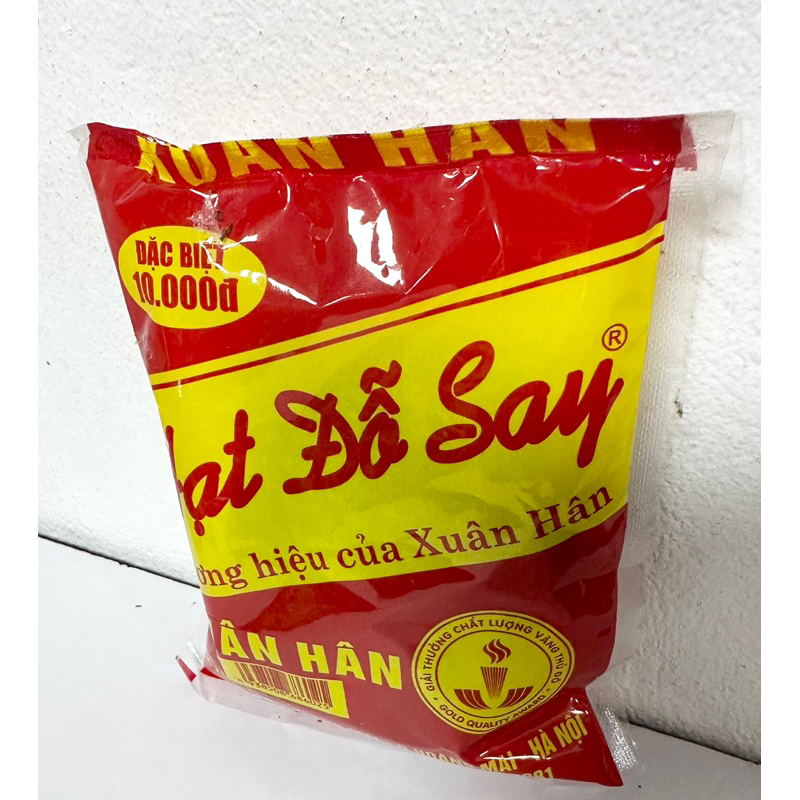 XUÂN HÂN
ĐẶC BIỆT
10.000đ
ạt Đỗ Say ®
ơng hiệu của Xuân Hân
ÂN HÂN
GIẢI THƯỞNG CHẤT LƯỢNG VÀNG THỦ ĐÔ
GOLD QUALITY AWARD
MAI - HÀ NỘI